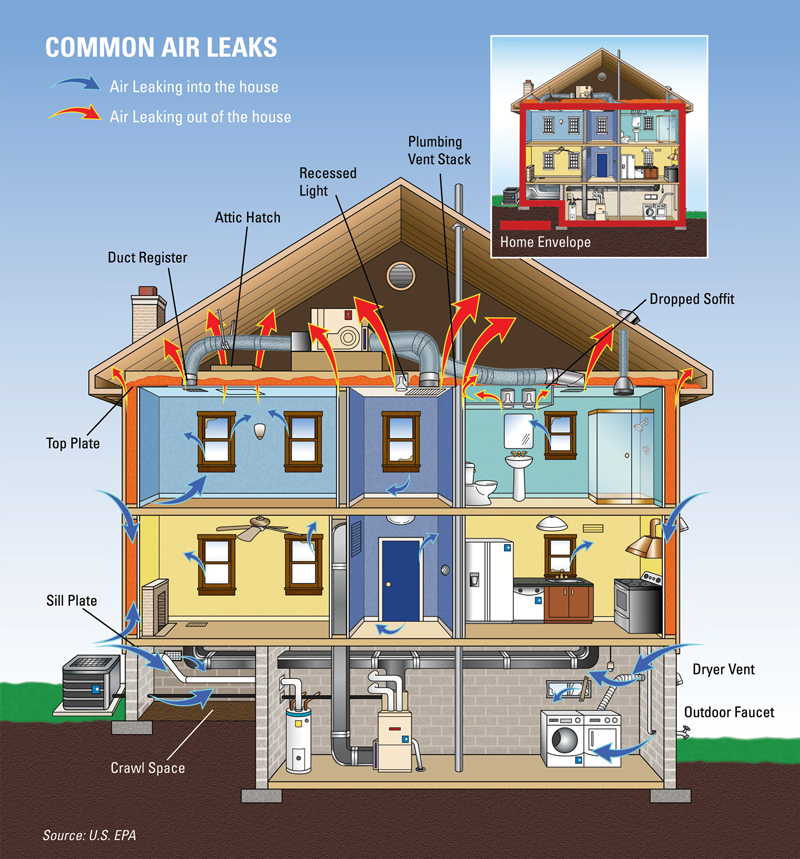 COMMON AIR LEAKS
Air Leaking into the house
Air Leaking out of the house
Home Envelope
Plumbing
Vent Stack
Recessed
Light
Attic Hatch
Duct Register
Dropped Soffit
Top Plate
Sill Plate
Dryer Vent
Outdoor Faucet
Crawl Space
Source: U.S. EPA